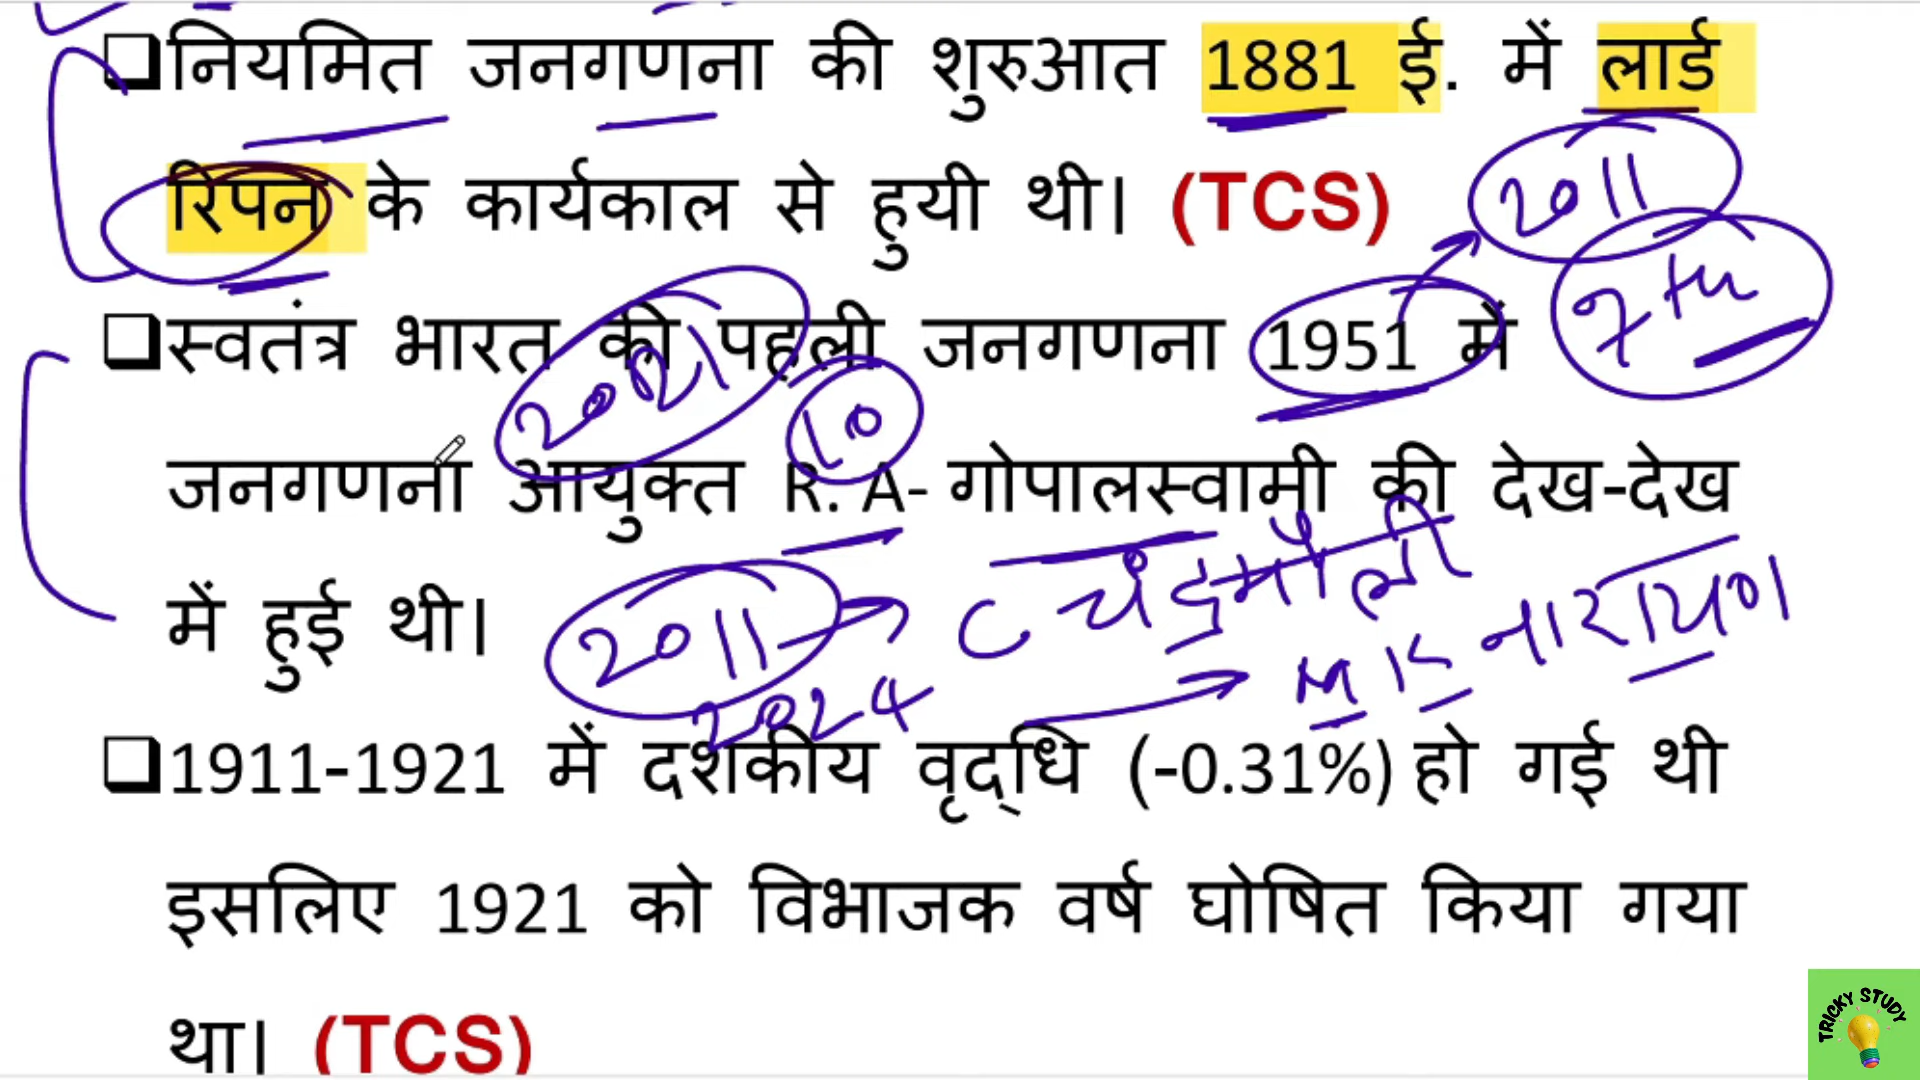 ❑नियमित जनगणना की शुरुआत 1881 ई. में लार्ड
रिपन के कार्यकाल से हुयी थी। (TCS)
2011
7th
❑स्वतंत्र भारत की पहली जनगणना 1951 में
2021
10
जनगणना आयुक्त R. A- गोपालस्वामी की देख-देख
में हुई थी।
2011 → C चंद्रमौली
2024 → M K नारायण
❑1911-1921 में दशकीय वृद्धि (-0.31%) हो गई थी
इसलिए 1921 को विभाजक वर्ष घोषित किया गया
था। (TCS)
TRICKY STUDY